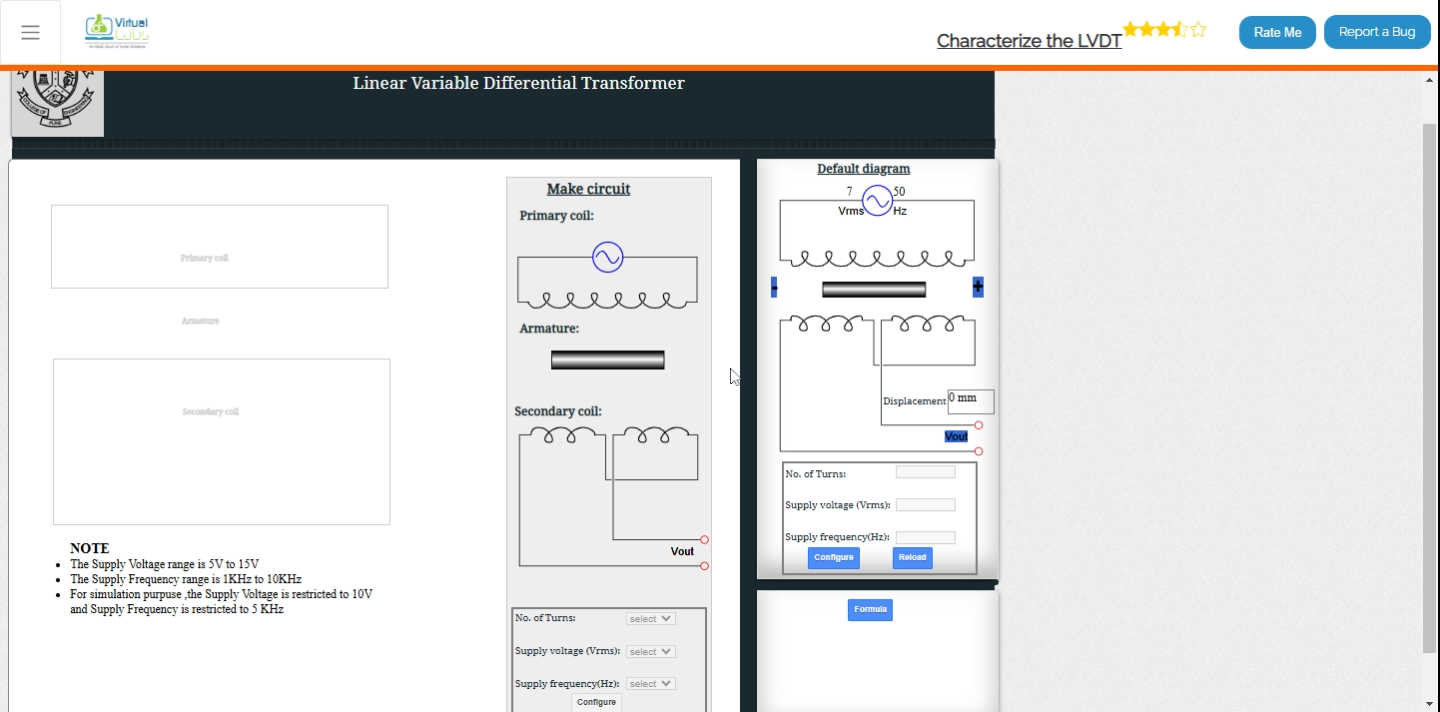 Virtual
Labs
Characterize the LVDT
Rate Me
Report a Bug
COLLEGE OF ENGINEERING
PUNE
Linear Variable Differential Transformer
Primary coil
Armature
Secondary coil
NOTE
The Supply Voltage range is 5V to 15V
The Supply Frequency range is 1KHz to 10KHz
For simulation purpuse ,the Supply Voltage is restricted to 10V
and Supply Frequency is restricted to 5 KHz
Make circuit
Primary coil:
Armature:
Secondary coil:
Vout
No. of Turns: select
Supply voltage (Vrms): select
Supply frequency(Hz): select
Configure
Default diagram
7 50
Vrms Hz
- +
Displacement 0 mm
Vout
No. of Turns:
Supply voltage (Vrms):
Supply frequency(Hz):
Configure Reload
Formula